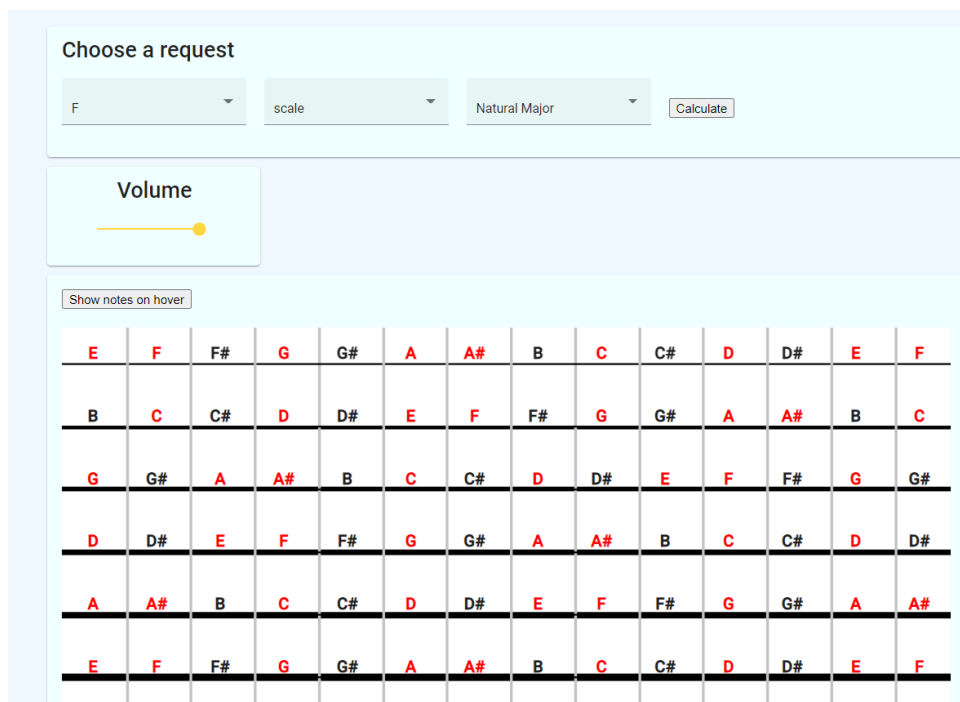 Choose a request
F scale Natural Major Calculate
Volume
Show notes on hover
E F F# G G# A A# B C C# D D# E F
B C C# D D# E F F# G G# A A# B C
G G# A A# B C C# D D# E F F# G G#
D D# E F F# G G# A A# B C C# D D#
A A# B C C# D D# E F F# G G# A A#
E F F# G G# A A# B C C# D D# E F